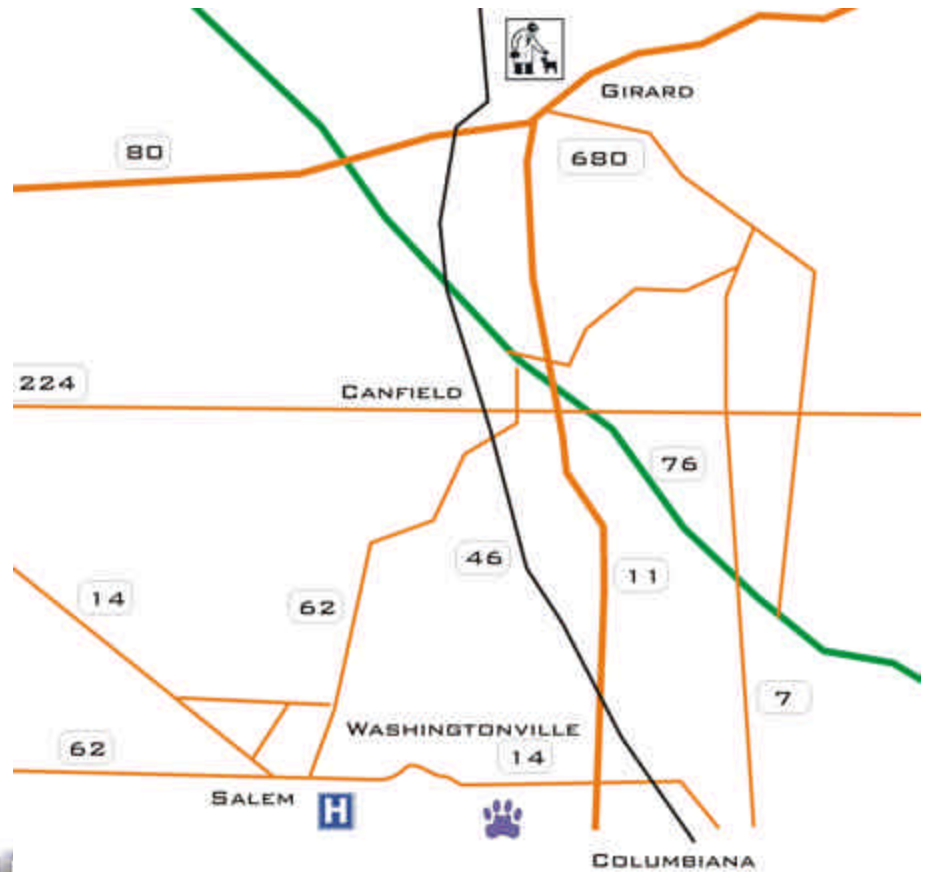 GIRARD
80
680
224
CANFIELD
76
46
11
14
62
7
WASHINGTONVILLE
62
14
SALEM
H
COLUMBIANA